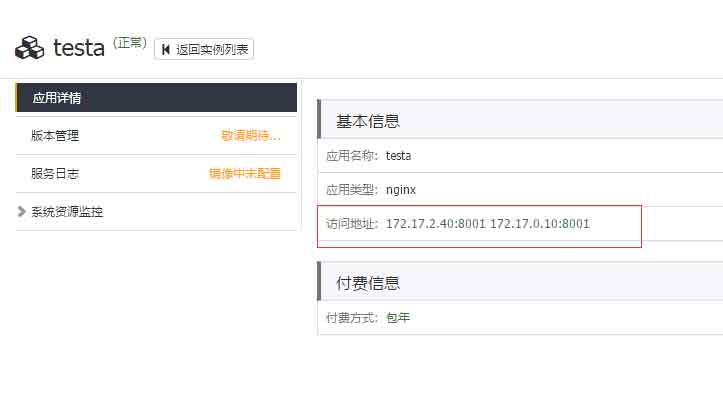 testa (正常) 返回实例列表
应用详情
版本管理 敬请期待...
服务日志 镜像中未配置
系统资源监控
基本信息
应用名称: testa
应用类型: nginx
访问地址: 172.17.2.40:8001 172.17.0.10:8001
付费信息
付费方式: 包年